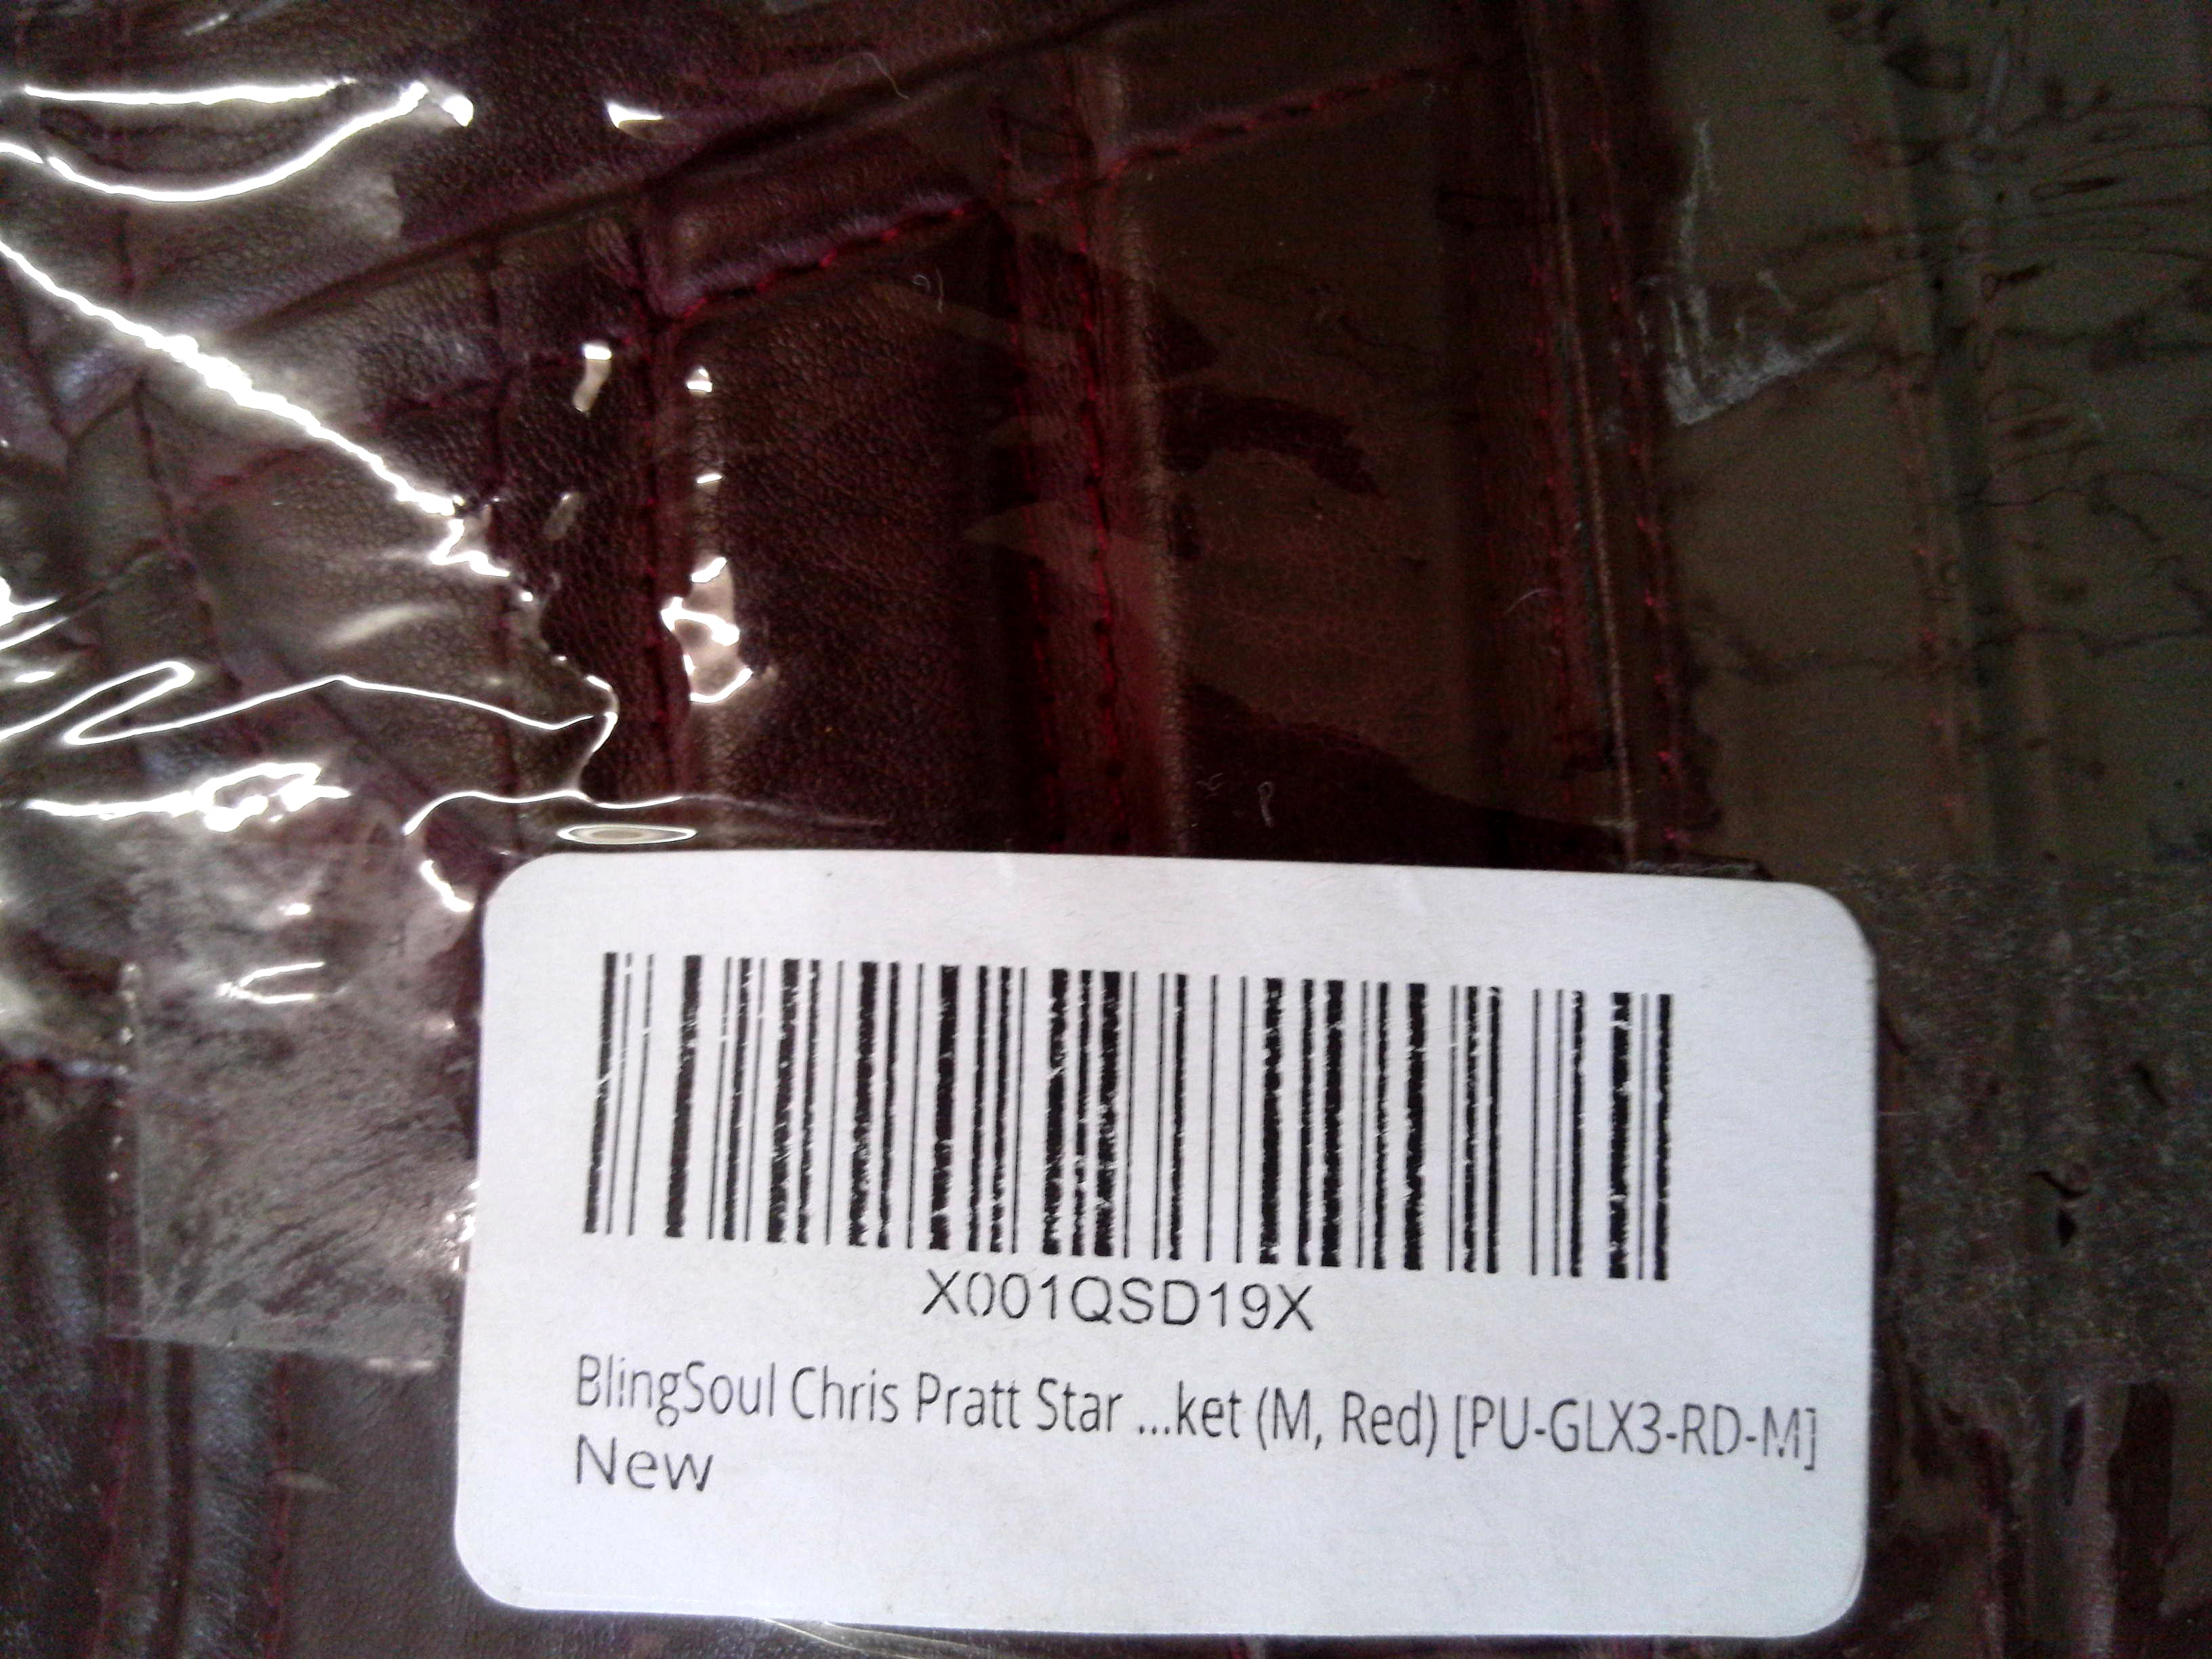 X001QSD19X
BlingSoul Chris Pratt Star ...ket (M, Red) [PU-GLX3-RD-M]
New